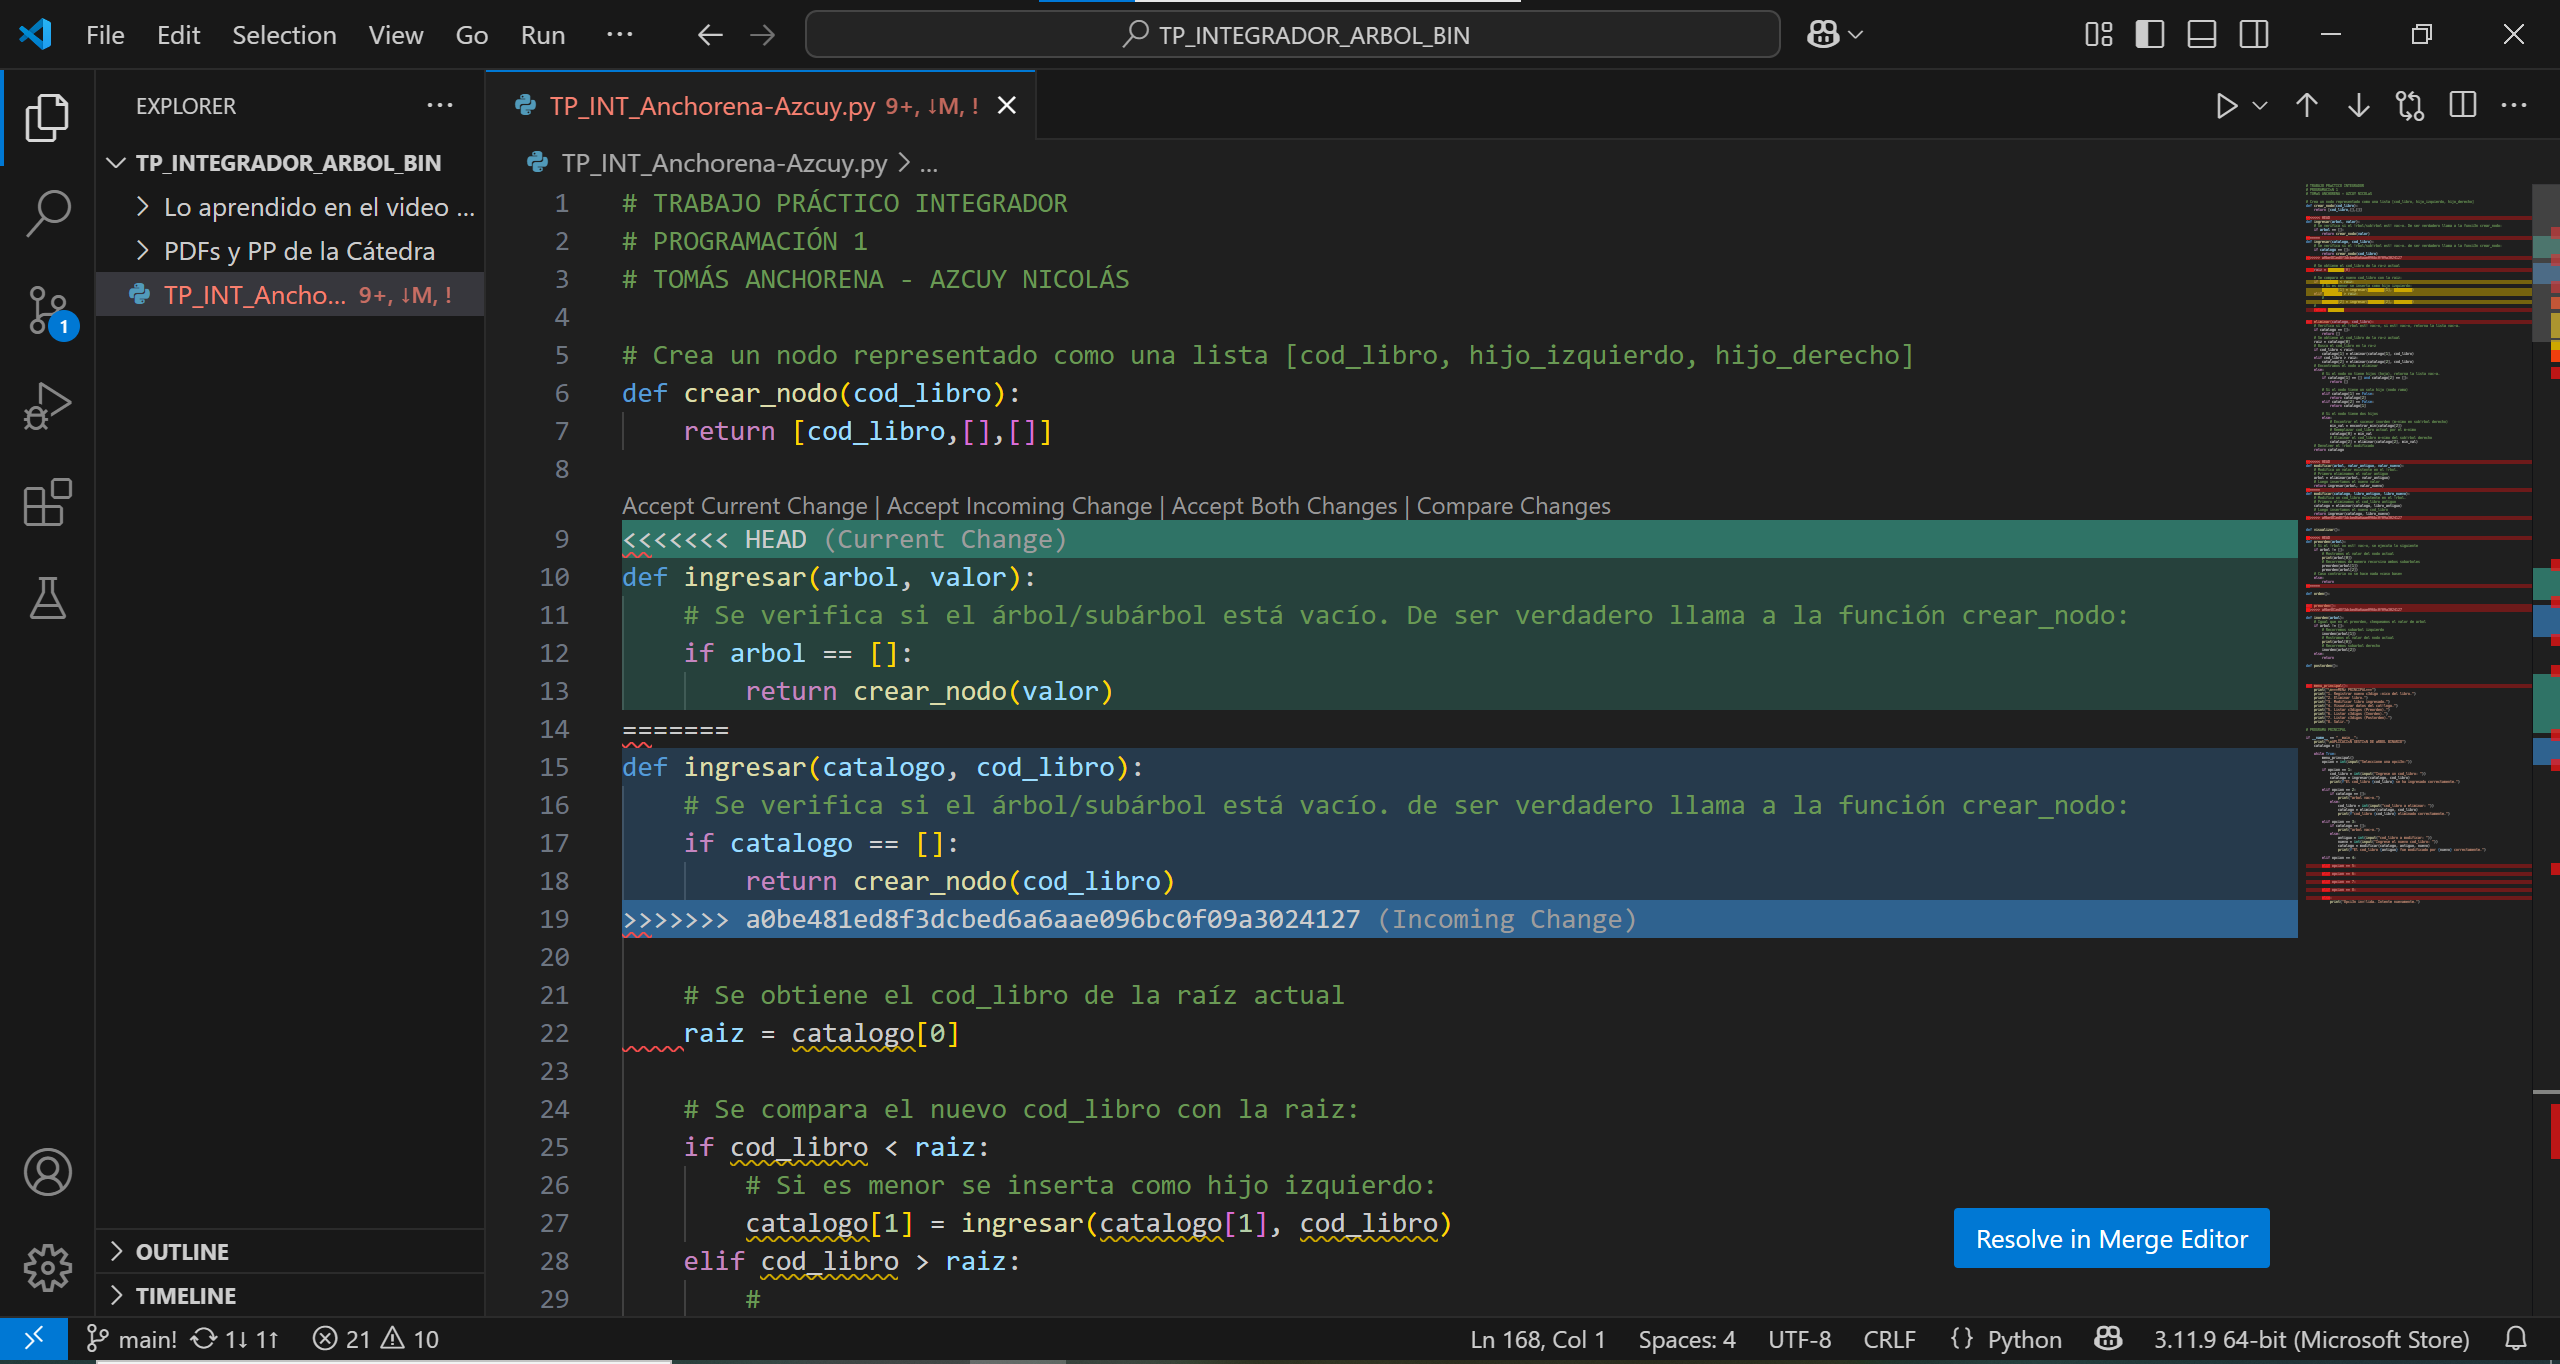 File Edit Selection View Go Run ··· TP_INTEGRADOR_ARBOL_BIN
EXPLORER
TP_INTEGRADOR_ARBOL_BIN
Lo aprendido en el video ...
PDFs y PP de la Cátedra
TP_INT_Ancho... 9+, ↓M, !
OUTLINE
TIMELINE
TP_INT_Anchorena-Azcuy.py 9+, ↓M, !
TP_INT_Anchorena-Azcuy.py > ...
1 # TRABAJO PRÁCTICO INTEGRADOR
2 # PROGRAMACIÓN 1
3 # TOMÁS ANCHORENA - AZCUY NICOLÁS
4
5 # Crea un nodo representado como una lista [cod_libro, hijo_izquierdo, hijo_derecho]
6 def crear_nodo(cod_libro):
7 return [cod_libro,[],[]]
8
Accept Current Change | Accept Incoming Change | Accept Both Changes | Compare Changes
9 <<<<<<< HEAD (Current Change)
10 def ingresar(arbol, valor):
11 # Se verifica si el árbol/subárbol está vacío. De ser verdadero llama a la función crear_nodo:
12 if arbol == []:
13 return crear_nodo(valor)
14 =======
15 def ingresar(catalogo, cod_libro):
16 # Se verifica si el árbol/subárbol está vacío. de ser verdadero llama a la función crear_nodo:
17 if catalogo == []:
18 return crear_nodo(cod_libro)
19 >>>>>>> a0be481ed8f3dcbed6a6aae096bc0f09a3024127 (Incoming Change)
20
21 # Se obtiene el cod_libro de la raíz actual
22 raiz = catalogo[0]
23
24 # Se compara el nuevo cod_libro con la raiz:
25 if cod_libro < raiz:
26 # Si es menor se inserta como hijo izquierdo:
27 catalogo[1] = ingresar(catalogo[1], cod_libro)
28 elif cod_libro > raiz:
29 #
Resolve in Merge Editor
1
main! 1↓ 1↑ 21 10 Ln 168, Col 1 Spaces: 4 UTF-8 CRLF {} Python 3.11.9 64-bit (Microsoft Store)